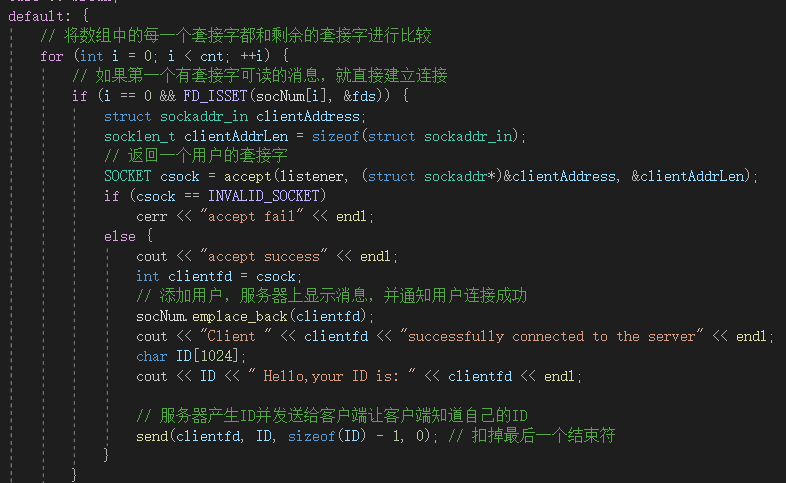 default: {
// 将数组中的每一个套接字都和剩余的套接字进行比较
for (int i = 0; i < cnt; ++i) {
// 如果第一个有套接字可读的消息，就直接建立连接
if (i == 0 && FD_ISSET(socNum[i], &fds)) {
struct sockaddr_in clientAddress;
socklen_t clientAddrLen = sizeof(struct sockaddr_in);
// 返回一个用户的套接字
SOCKET csock = accept(listener, (struct sockaddr*)&clientAddress, &clientAddrLen);
if (csock == INVALID_SOCKET)
cerr << "accept fail" << endl;
else {
cout << "accept success" << endl;
int clientfd = csock;
// 添加用户，服务器上显示消息，并通知用户连接成功
socNum.emplace_back(clientfd);
cout << "Client " << clientfd << "successfully connected to the server" << endl;
char ID[1024];
cout << ID << " Hello,your ID is: " << clientfd << endl;
// 服务器产生ID并发送给客户端让客户端知道自己的ID
send(clientfd, ID, sizeof(ID) - 1, 0); // 扣掉最后一个结束符
}
}